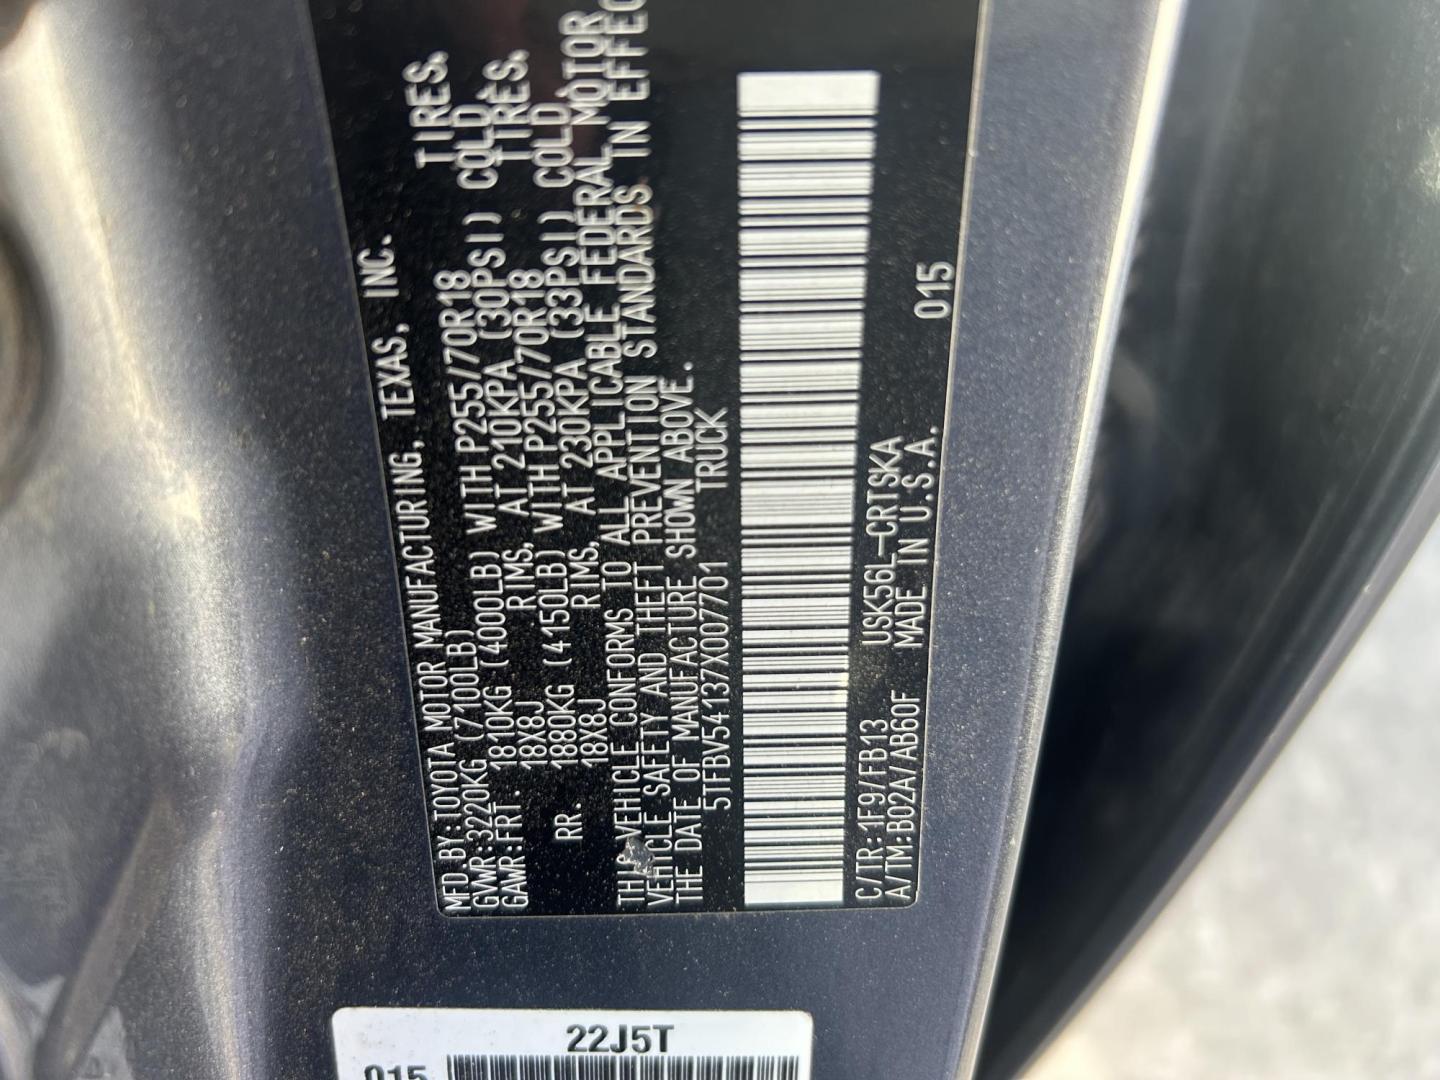 MFD.BY:TOYOTA MOTOR MANUFACTURING, TEXAS, INC.
GVWR:3220KG (7100LB)
GAWR:FRT. 1810KG (4000LB) WITH P255/70R18 TIRES.
18X8J RIMS, AT 210KPA (30PSI) COLD.
RR. 1880KG (4150LB) WITH P255/70R18 TIRES.
18X8J RIMS, AT 230KPA (33PSI) COLD
THIS VEHICLE CONFORMS TO ALL APPLICABLE FEDERAL MOTOR
VEHICLE SAFETY AND THEFT PREVENTION STANDARDS IN EFFEC
THE DATE OF MANUFACTURE SHOWN ABOVE.
5TFBV54137X007701 TRUCK
C/TR:1F9/FB13 USK56L-CRTSKA
A/TM:B02A/AB60F MADE IN U.S.A. 015
22J5T
015